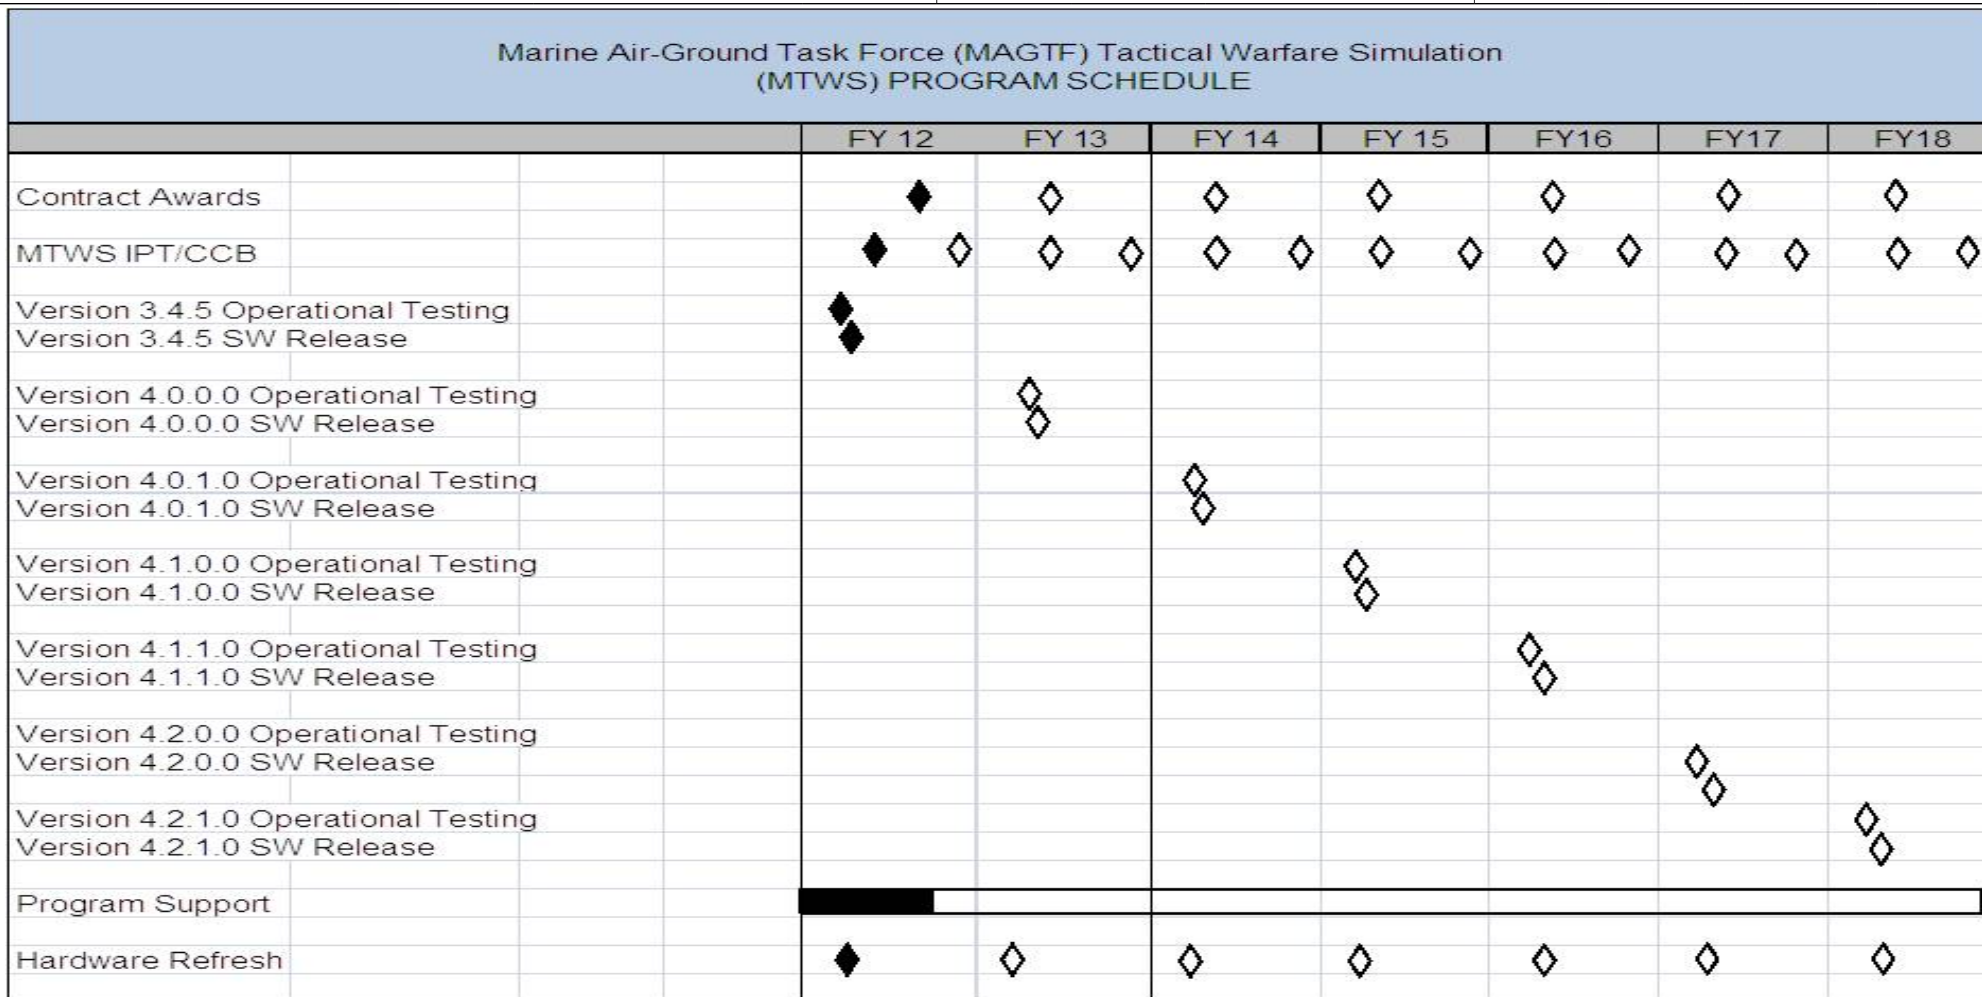 Marine Air-Ground Task Force (MAGTF) Tactical Warfare Simulation
(MTWS) PROGRAM SCHEDULE
FY 12 FY 13 FY 14 FY 15 FY16 FY17 FY18
Contract Awards
MTWS IPT/CCB
Version 3.4.5 Operational Testing
Version 3.4.5 SW Release
Version 4.0.0.0 Operational Testing
Version 4.0.0.0 SW Release
Version 4.0.1.0 Operational Testing
Version 4.0.1.0 SW Release
Version 4.1.0.0 Operational Testing
Version 4.1.0.0 SW Release
Version 4.1.1.0 Operational Testing
Version 4.1.1.0 SW Release
Version 4.2.0.0 Operational Testing
Version 4.2.0.0 SW Release
Version 4.2.1.0 Operational Testing
Version 4.2.1.0 SW Release
Program Support
Hardware Refresh